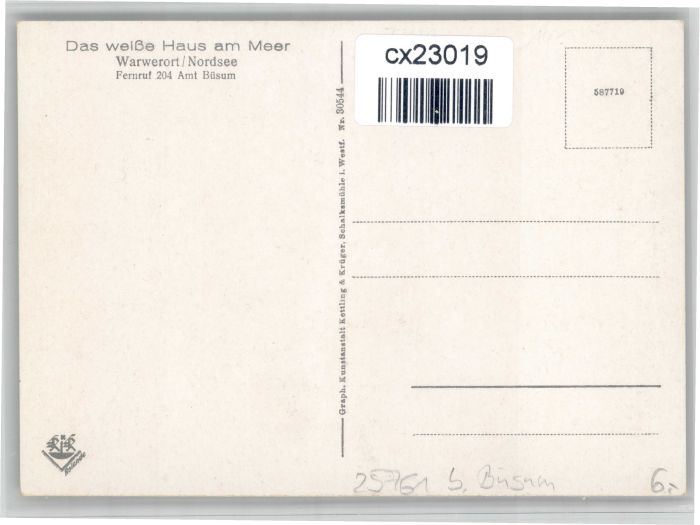 Das weiße Haus am Meer
Warwerort/Nordsee
Fernruf 204 Amt Büsum
cx23019
587719
Graph. Kunstanstalt Kettling & Krüger, Schalksmühle i. Westf. Nr. 30544
25761 b. Büsum
6.-